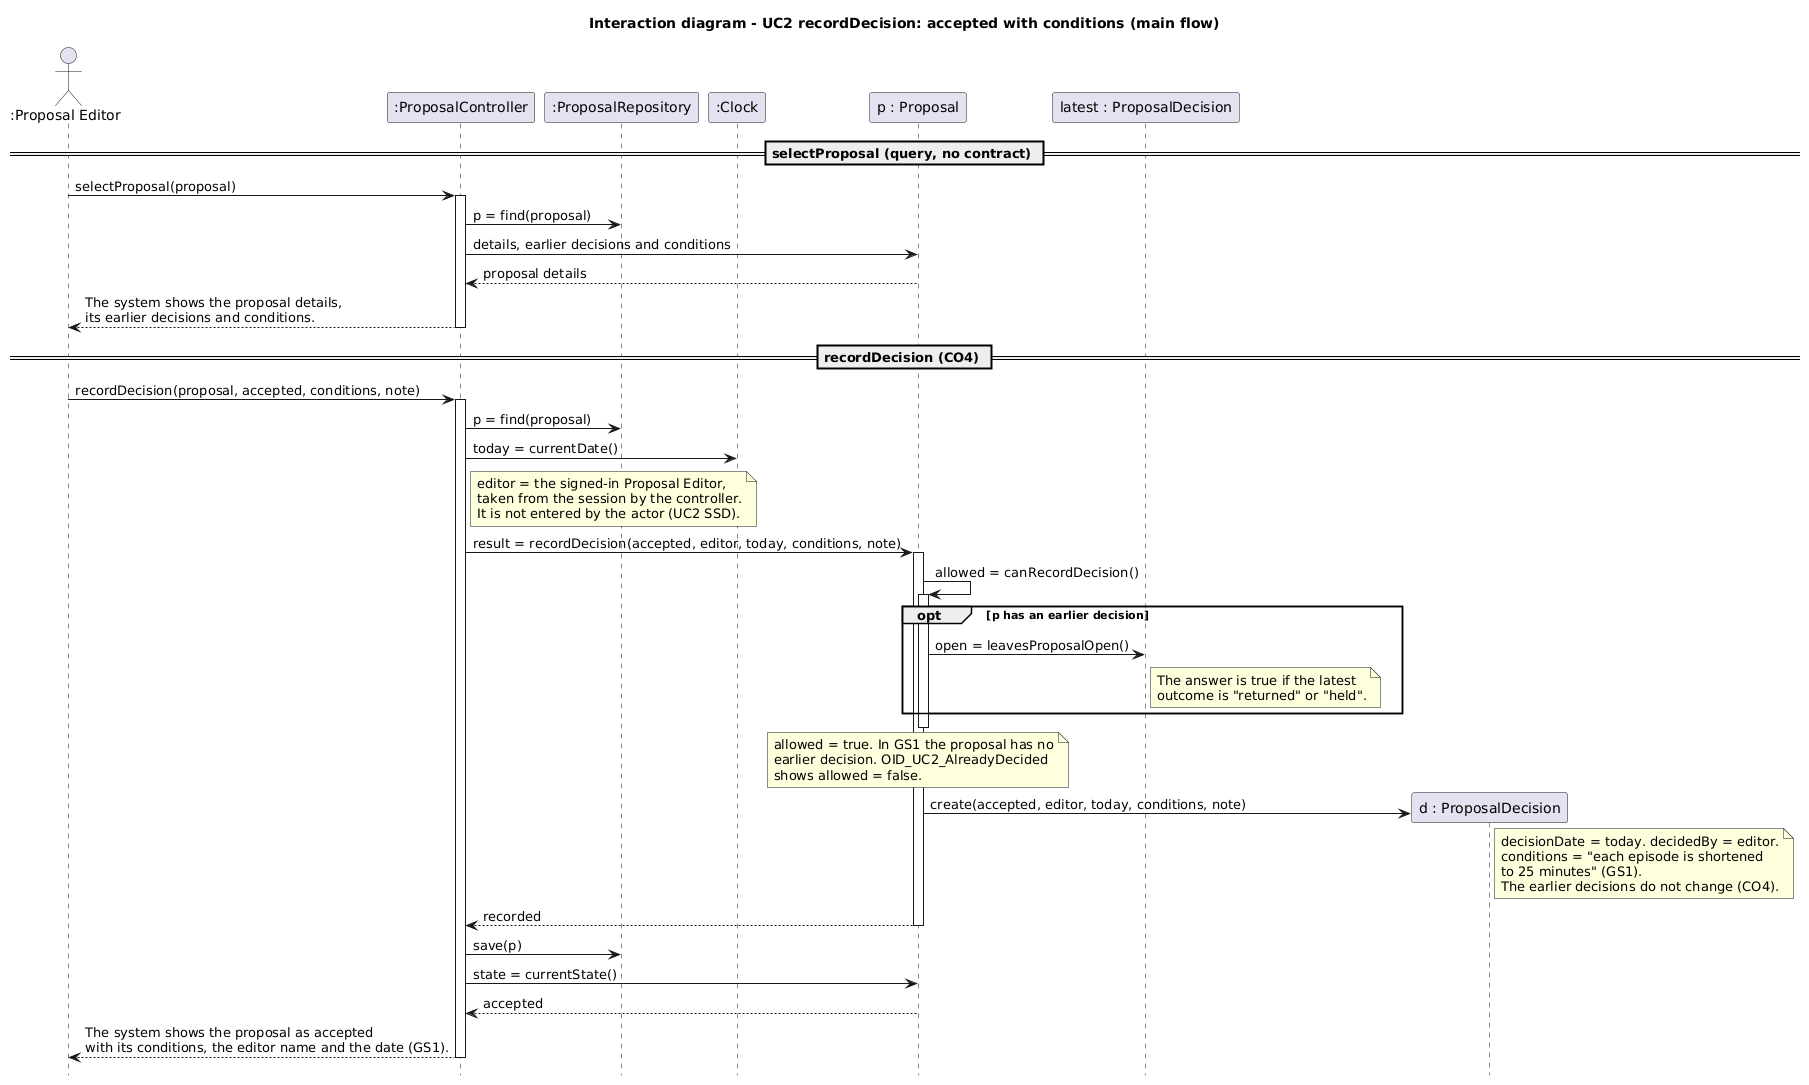 Interaction diagram - UC2 recordDecision: accepted with conditions (main flow)
:Proposal Editor
:ProposalController
:ProposalRepository
:Clock
p : Proposal
latest : ProposalDecision
selectProposal (query, no contract)
selectProposal(proposal)
p = find(proposal)
details, earlier decisions and conditions
proposal details
The system shows the proposal details,
its earlier decisions and conditions.
recordDecision (CO4)
recordDecision(proposal, accepted, conditions, note)
p = find(proposal)
today = currentDate()
editor = the signed-in Proposal Editor,
taken from the session by the controller.
It is not entered by the actor (UC2 SSD).
result = recordDecision(accepted, editor, today, conditions, note)
allowed = canRecordDecision()
opt
[p has an earlier decision]
open = leavesProposalOpen()
The answer is true if the latest
outcome is "returned" or "held".
allowed = true. In GS1 the proposal has no
earlier decision. OID_UC2_AlreadyDecided
shows allowed = false.
create(accepted, editor, today, conditions, note)
d : ProposalDecision
decisionDate = today. decidedBy = editor.
conditions = "each episode is shortened
to 25 minutes" (GS1).
The earlier decisions do not change (CO4).
recorded
save(p)
state = currentState()
accepted
The system shows the proposal as accepted
with its conditions, the editor name and the date (GS1).